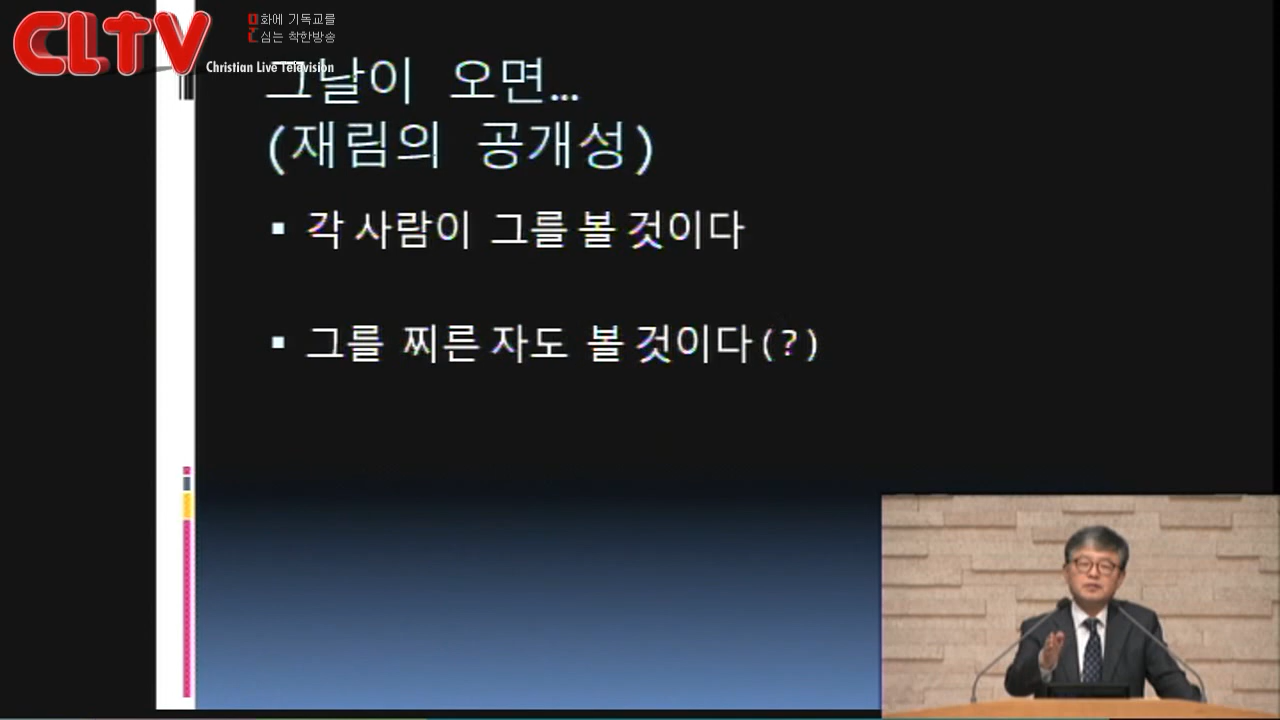 CLTV
문화에 기독교를
심는 착한방송
Christian Live Television
그날이 오면…
(재림의 공개성)
▪ 각 사람이 그를 볼 것이다
▪ 그를 찌른 자도 볼 것이다(?)